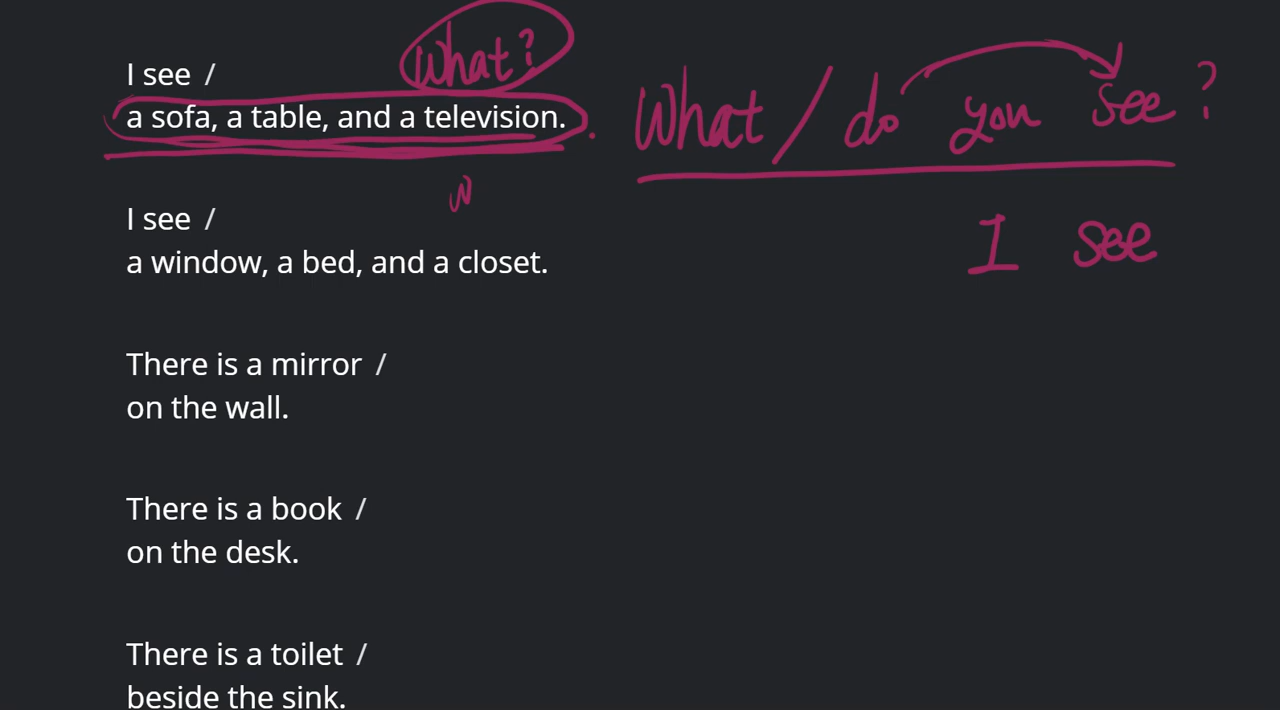 I see /
What?
a sofa, a table, and a television.
What / do you see ?
I see /
I see
a window, a bed, and a closet.
There is a mirror /
on the wall.
There is a book /
on the desk.
There is a toilet /
beside the sink.